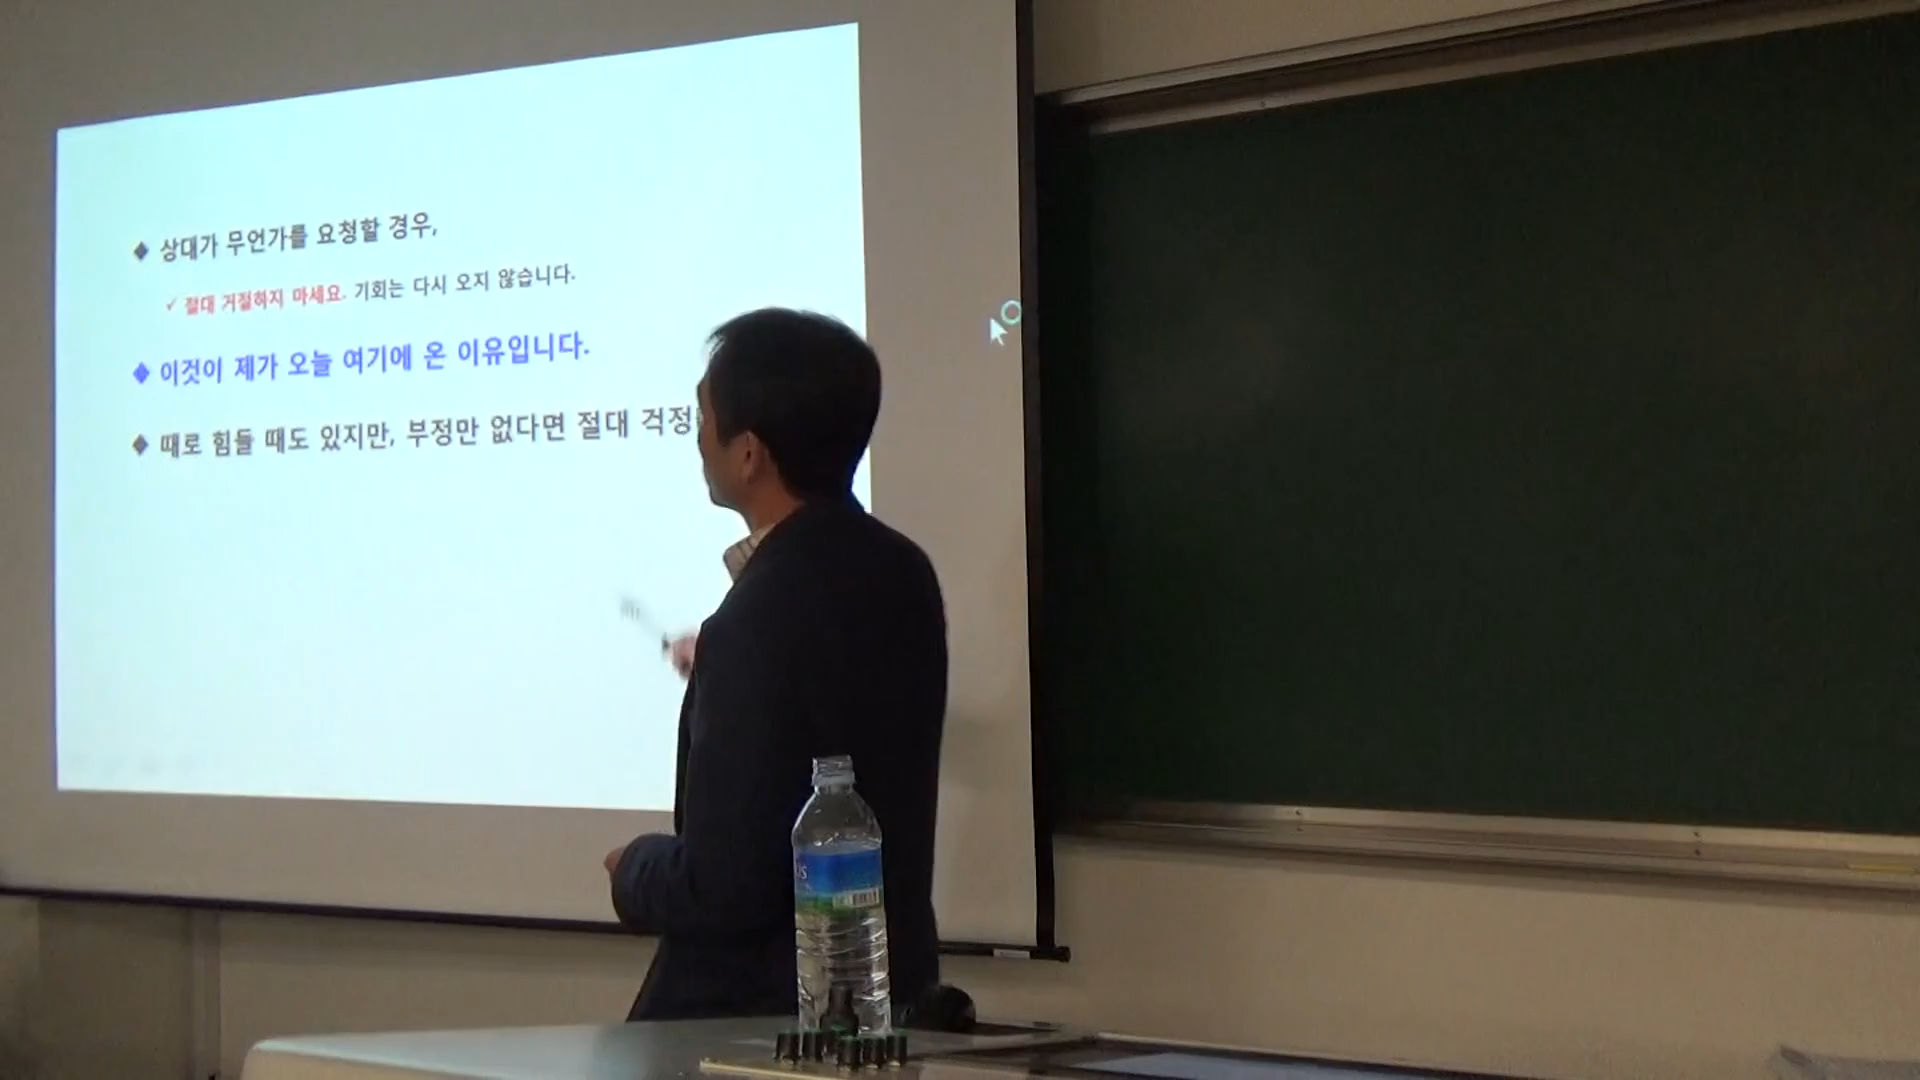 ◆ 상대가 무언가를 요청할 경우,
✓ 절대 거절하지 마세요. 기회는 다시 오지 않습니다.
◆ 이것이 제가 오늘 여기에 온 이유입니다.
◆ 때로 힘들 때도 있지만, 부정만 없다면 절대 걱정